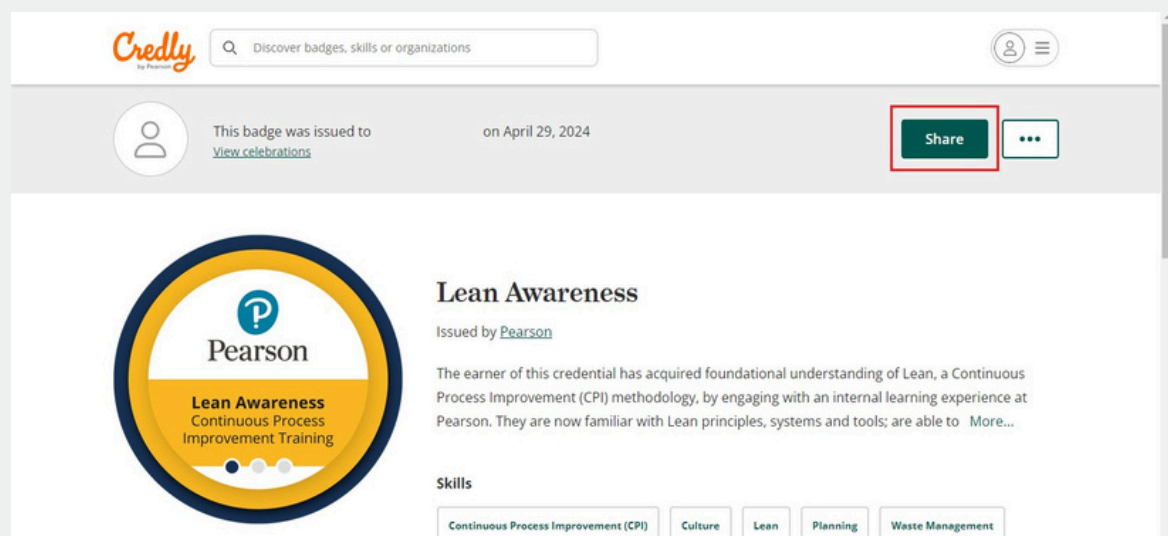 Credly
by Pearson
Discover badges, skills or organizations
This badge was issued to on April 29, 2024
View celebrations
Share
Pearson
Lean Awareness
Continuous Process
Improvement Training
Lean Awareness
Issued by Pearson
The earner of this credential has acquired foundational understanding of Lean, a Continuous
Process Improvement (CPI) methodology, by engaging with an internal learning experience at
Pearson. They are now familiar with Lean principles, systems and tools; are able to More...
Skills
Continuous Process Improvement (CPI) Culture Lean Planning Waste Management